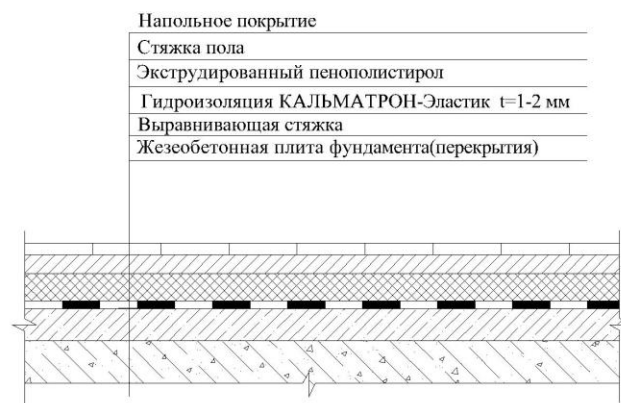 Напольное покрытие
Стяжка пола
Экструдированный пенополистирол
Гидроизоляция КАЛЬМАТРОН-Эластик t=1-2 мм
Выравнивающая стяжка
Жезеобетонная плита фундамента(перекрытия)